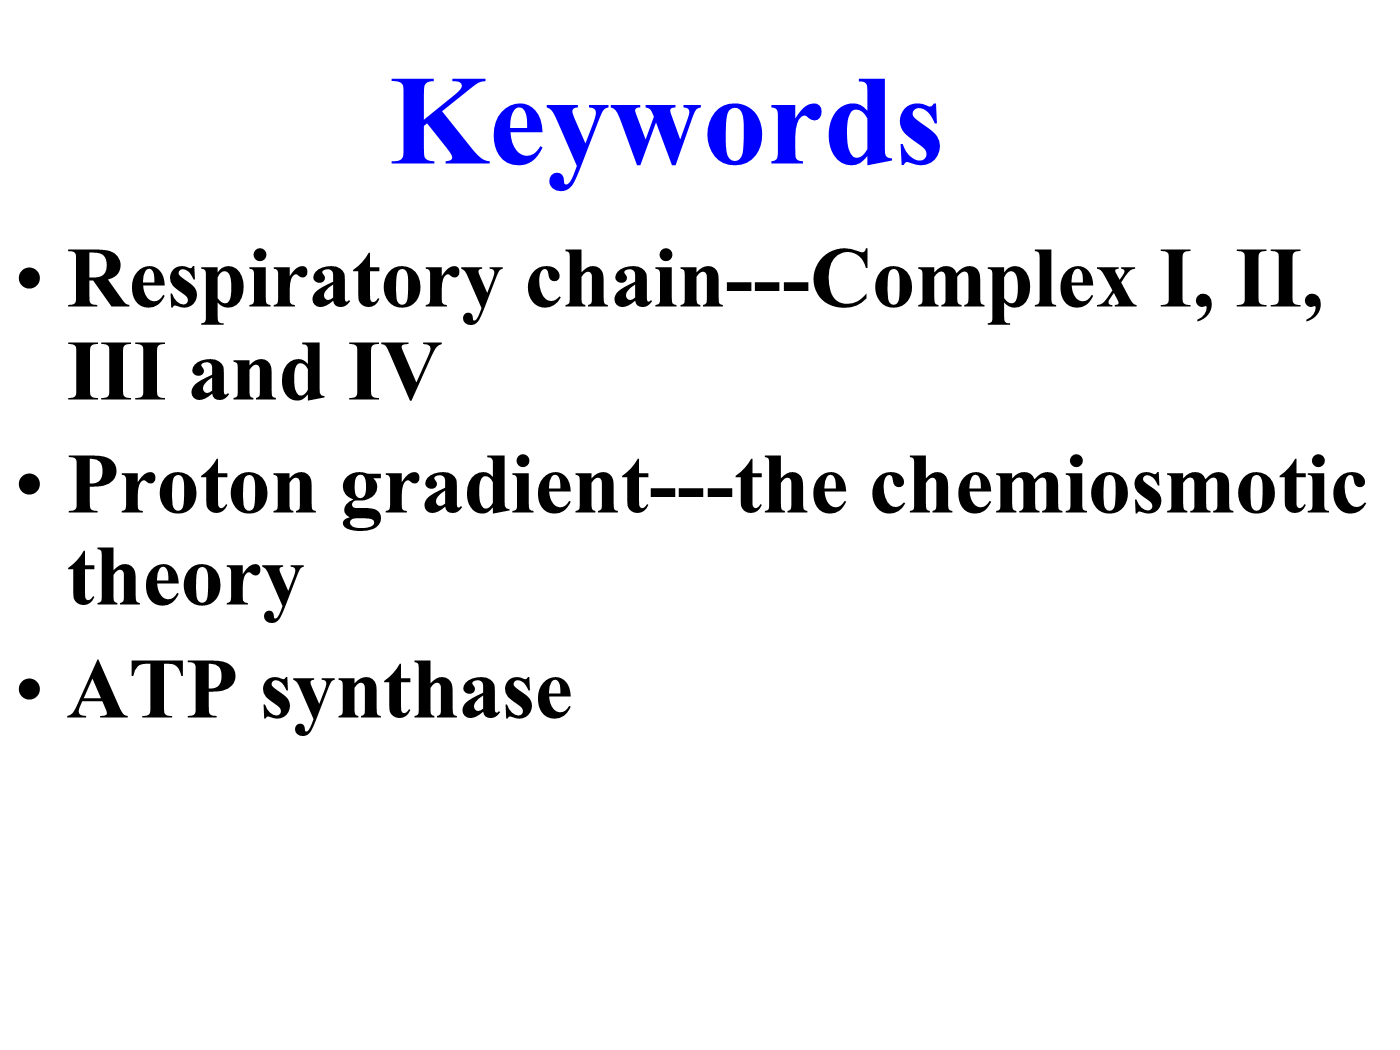 Keywords
• Respiratory chain---Complex I, II,
III and IV
• Proton gradient---the chemiosmotic
theory
• ATP synthase